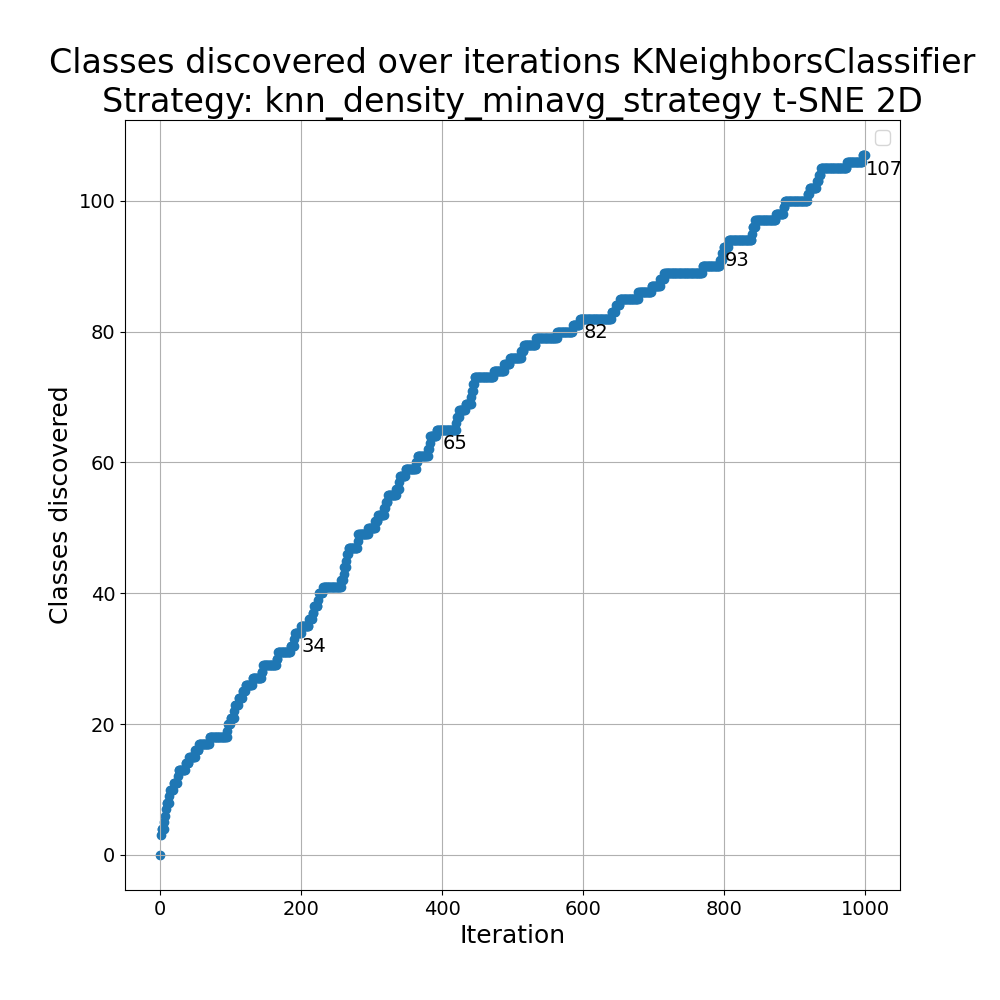 Classes discovered over iterations KNeighborsClassifier
Strategy: knn_density_minavg_strategy t-SNE 2D
107
100
93
80
82
65
60
40
34
20
0
Classes discovered
0 200 400 600 800 1000
Iteration